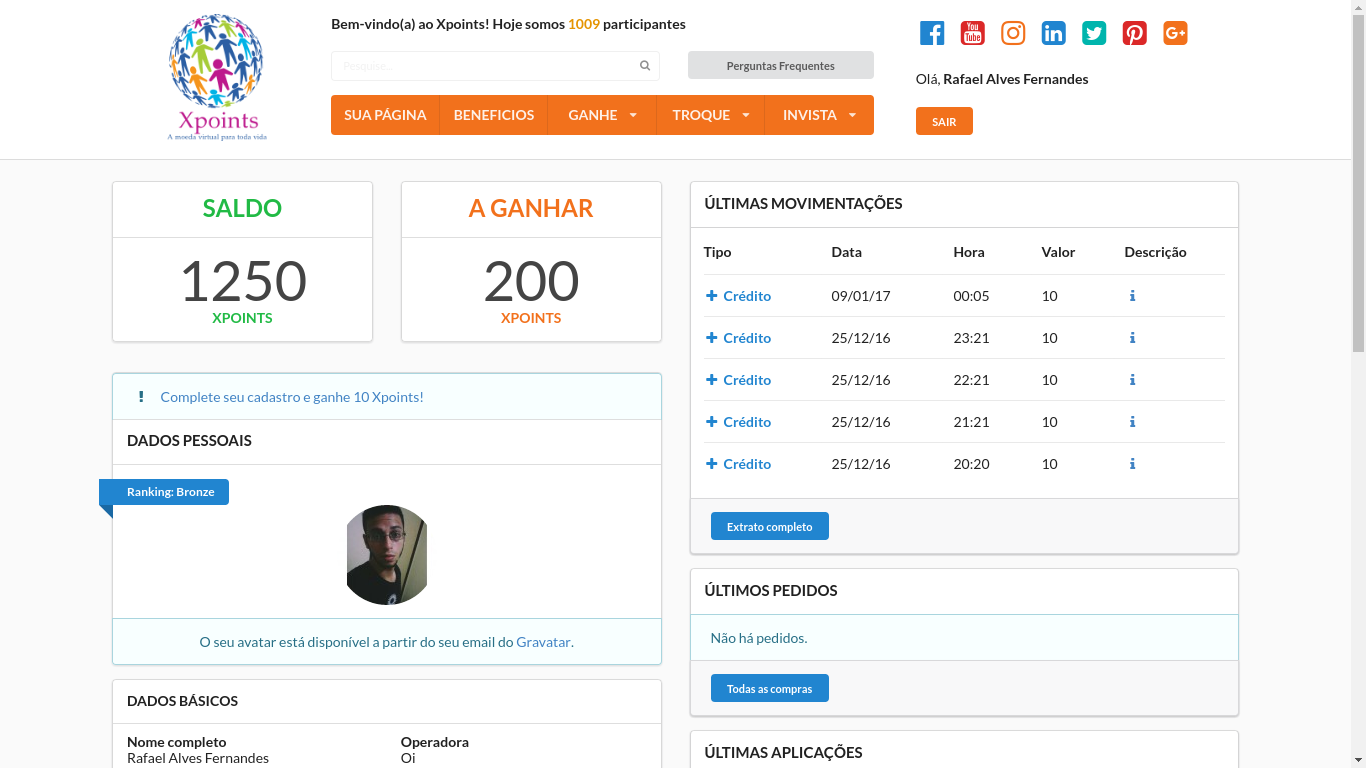 Xpoints
A moeda virtual para toda vida
Bem-vindo(a) ao Xpoints! Hoje somos 1009 participantes
Pesquise...
Perguntas Frequentes
SUA PÁGINA BENEFICIOS GANHE TROQUE INVISTA
Olá, Rafael Alves Fernandes
SAIR
SALDO
1250
XPOINTS
A GANHAR
200
XPOINTS
Complete seu cadastro e ganhe 10 Xpoints!
DADOS PESSOAIS
Ranking: Bronze
O seu avatar está disponível a partir do seu email do Gravatar.
DADOS BÁSICOS
Nome completo Operadora
Rafael Alves Fernandes Oi
ÚLTIMAS MOVIMENTAÇÕES
Tipo Data Hora Valor Descrição
Crédito 09/01/17 00:05 10
Crédito 25/12/16 23:21 10
Crédito 25/12/16 22:21 10
Crédito 25/12/16 21:21 10
Crédito 25/12/16 20:20 10
Extrato completo
ÚLTIMOS PEDIDOS
Não há pedidos.
Todas as compras
ÚLTIMAS APLICAÇÕES